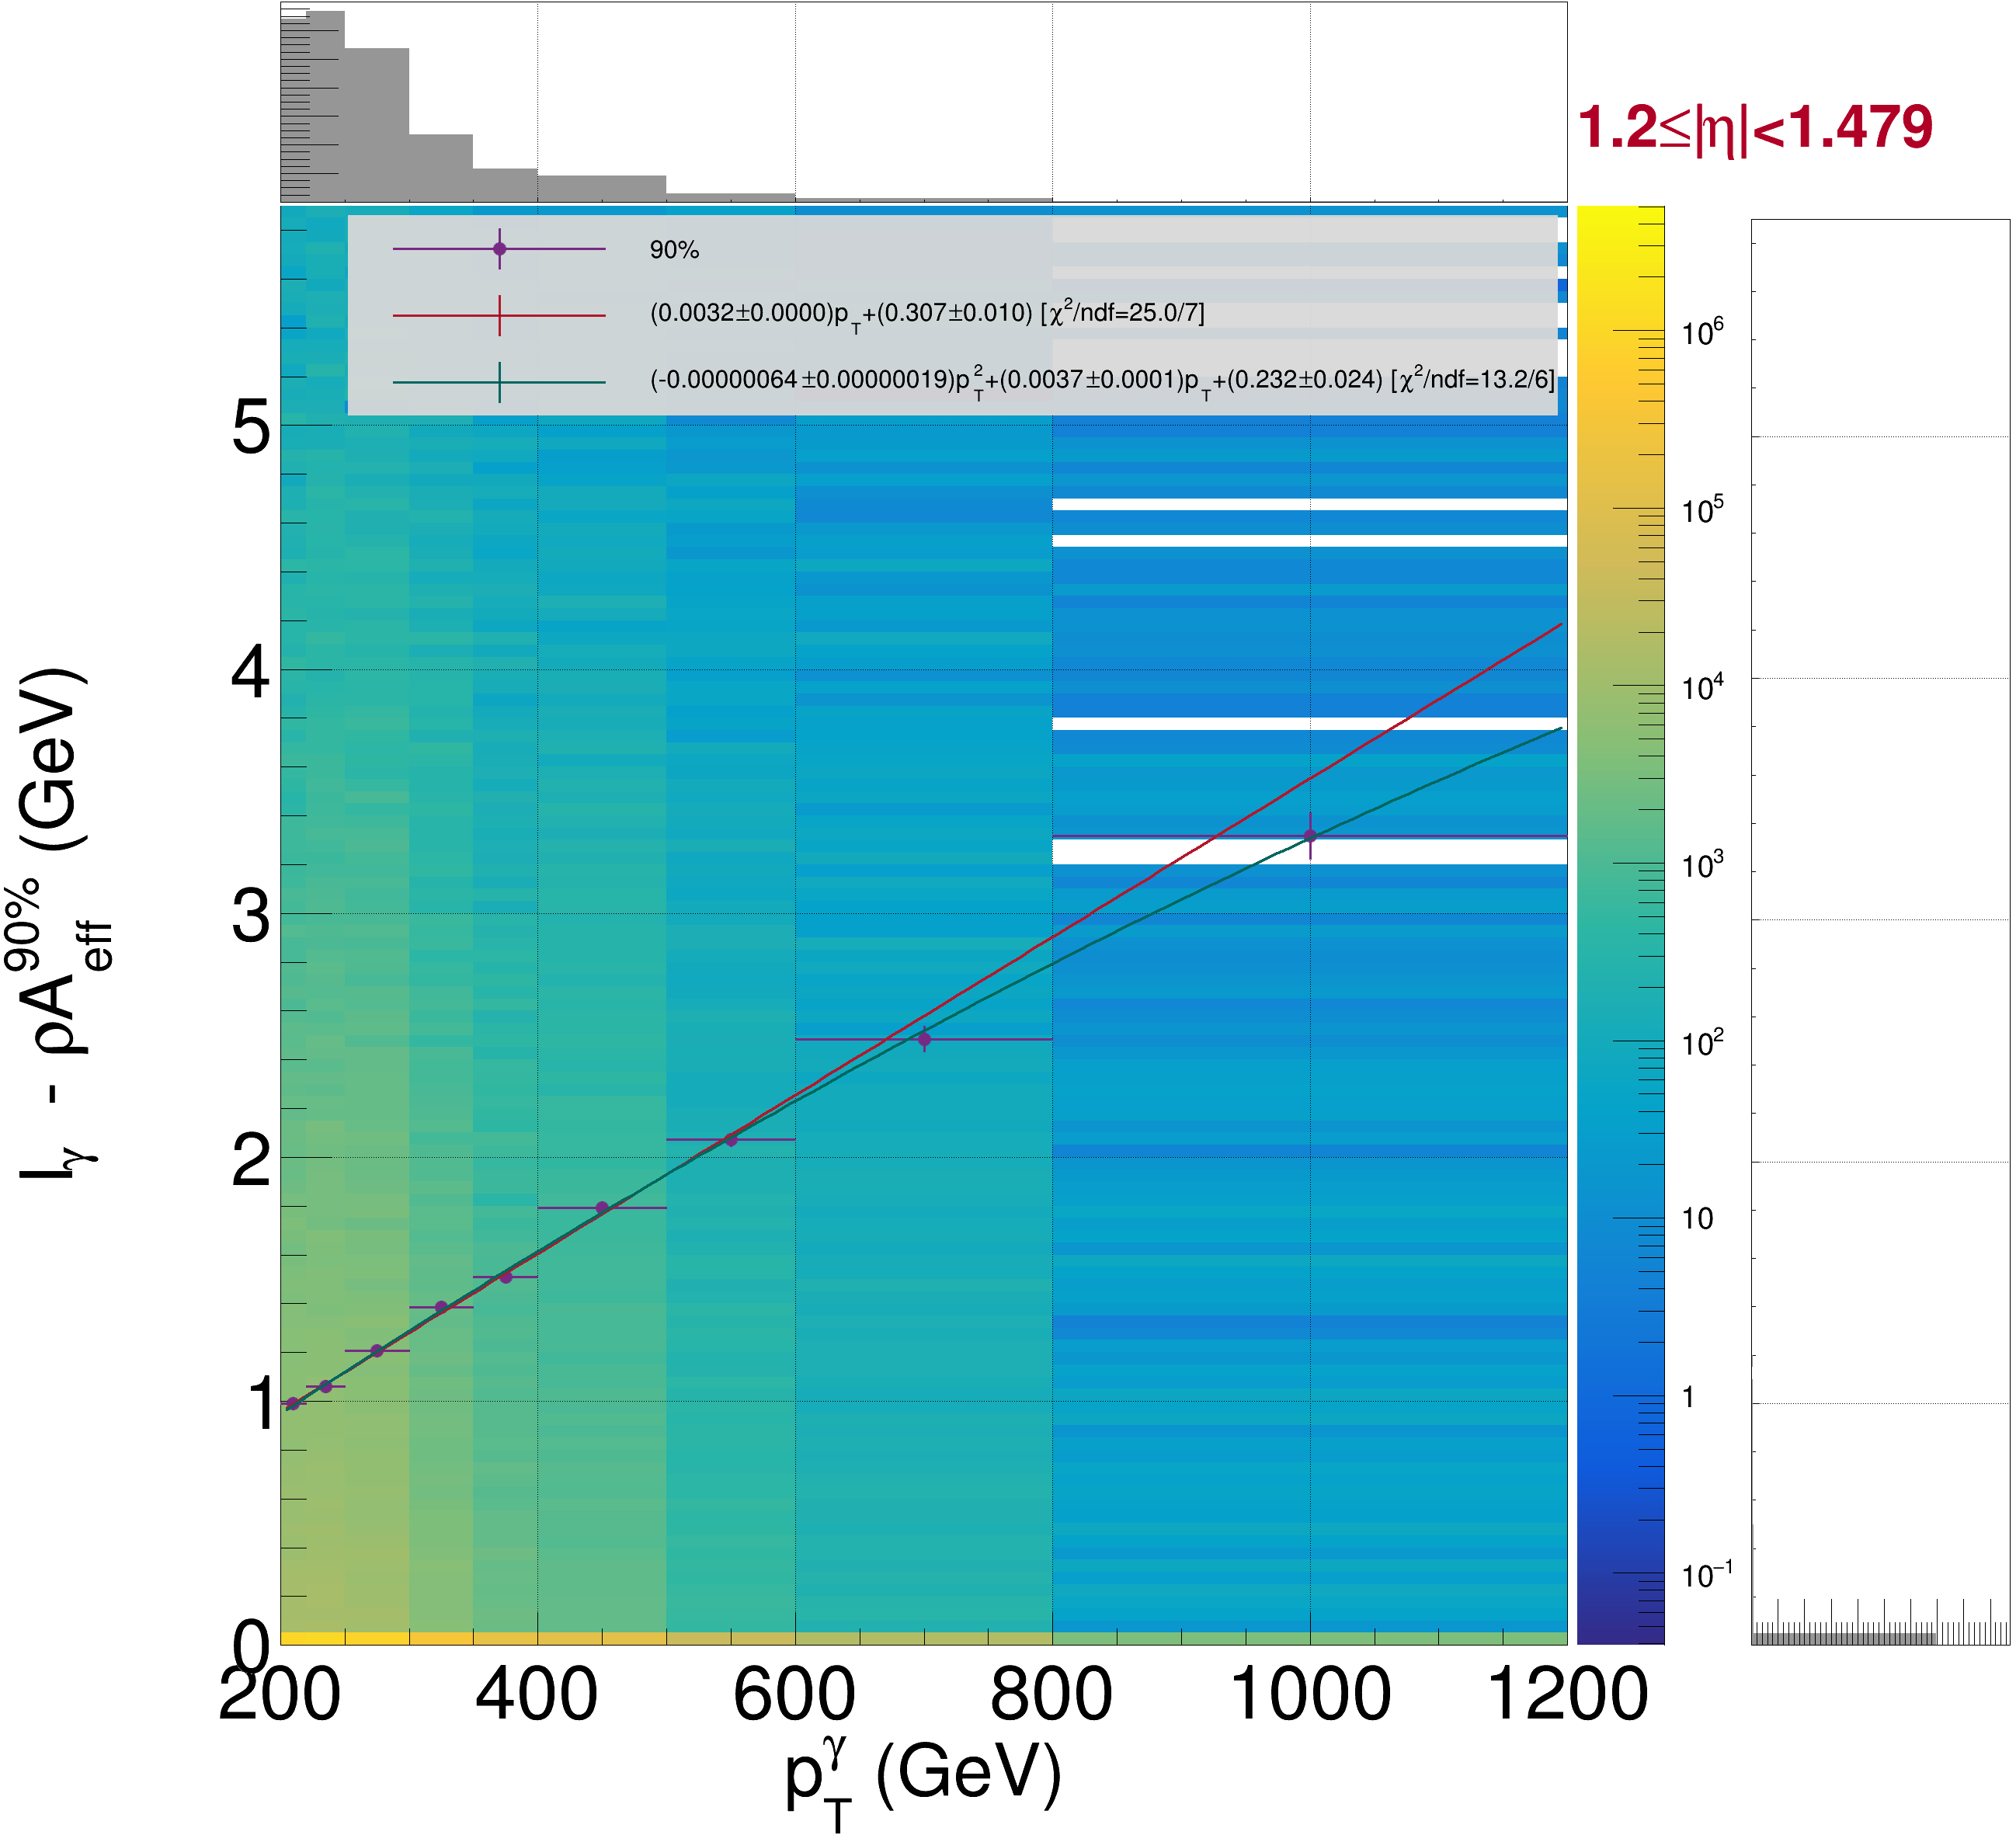 1.2≤|η|<1.479
90%
(0.0032±0.0000)p_T+(0.307±0.010) [χ²/ndf=25.0/7]
(-0.00000064±0.00000019)p_T²+(0.0037±0.0001)p_T+(0.232±0.024) [χ²/ndf=13.2/6]
I_γ - ρA_eff^90% (GeV)
5
4
3
2
1
0
200 400 600 800 1000 1200
p_T^γ (GeV)
10⁶
10⁵
10⁴
10³
10²
10
1
10⁻¹